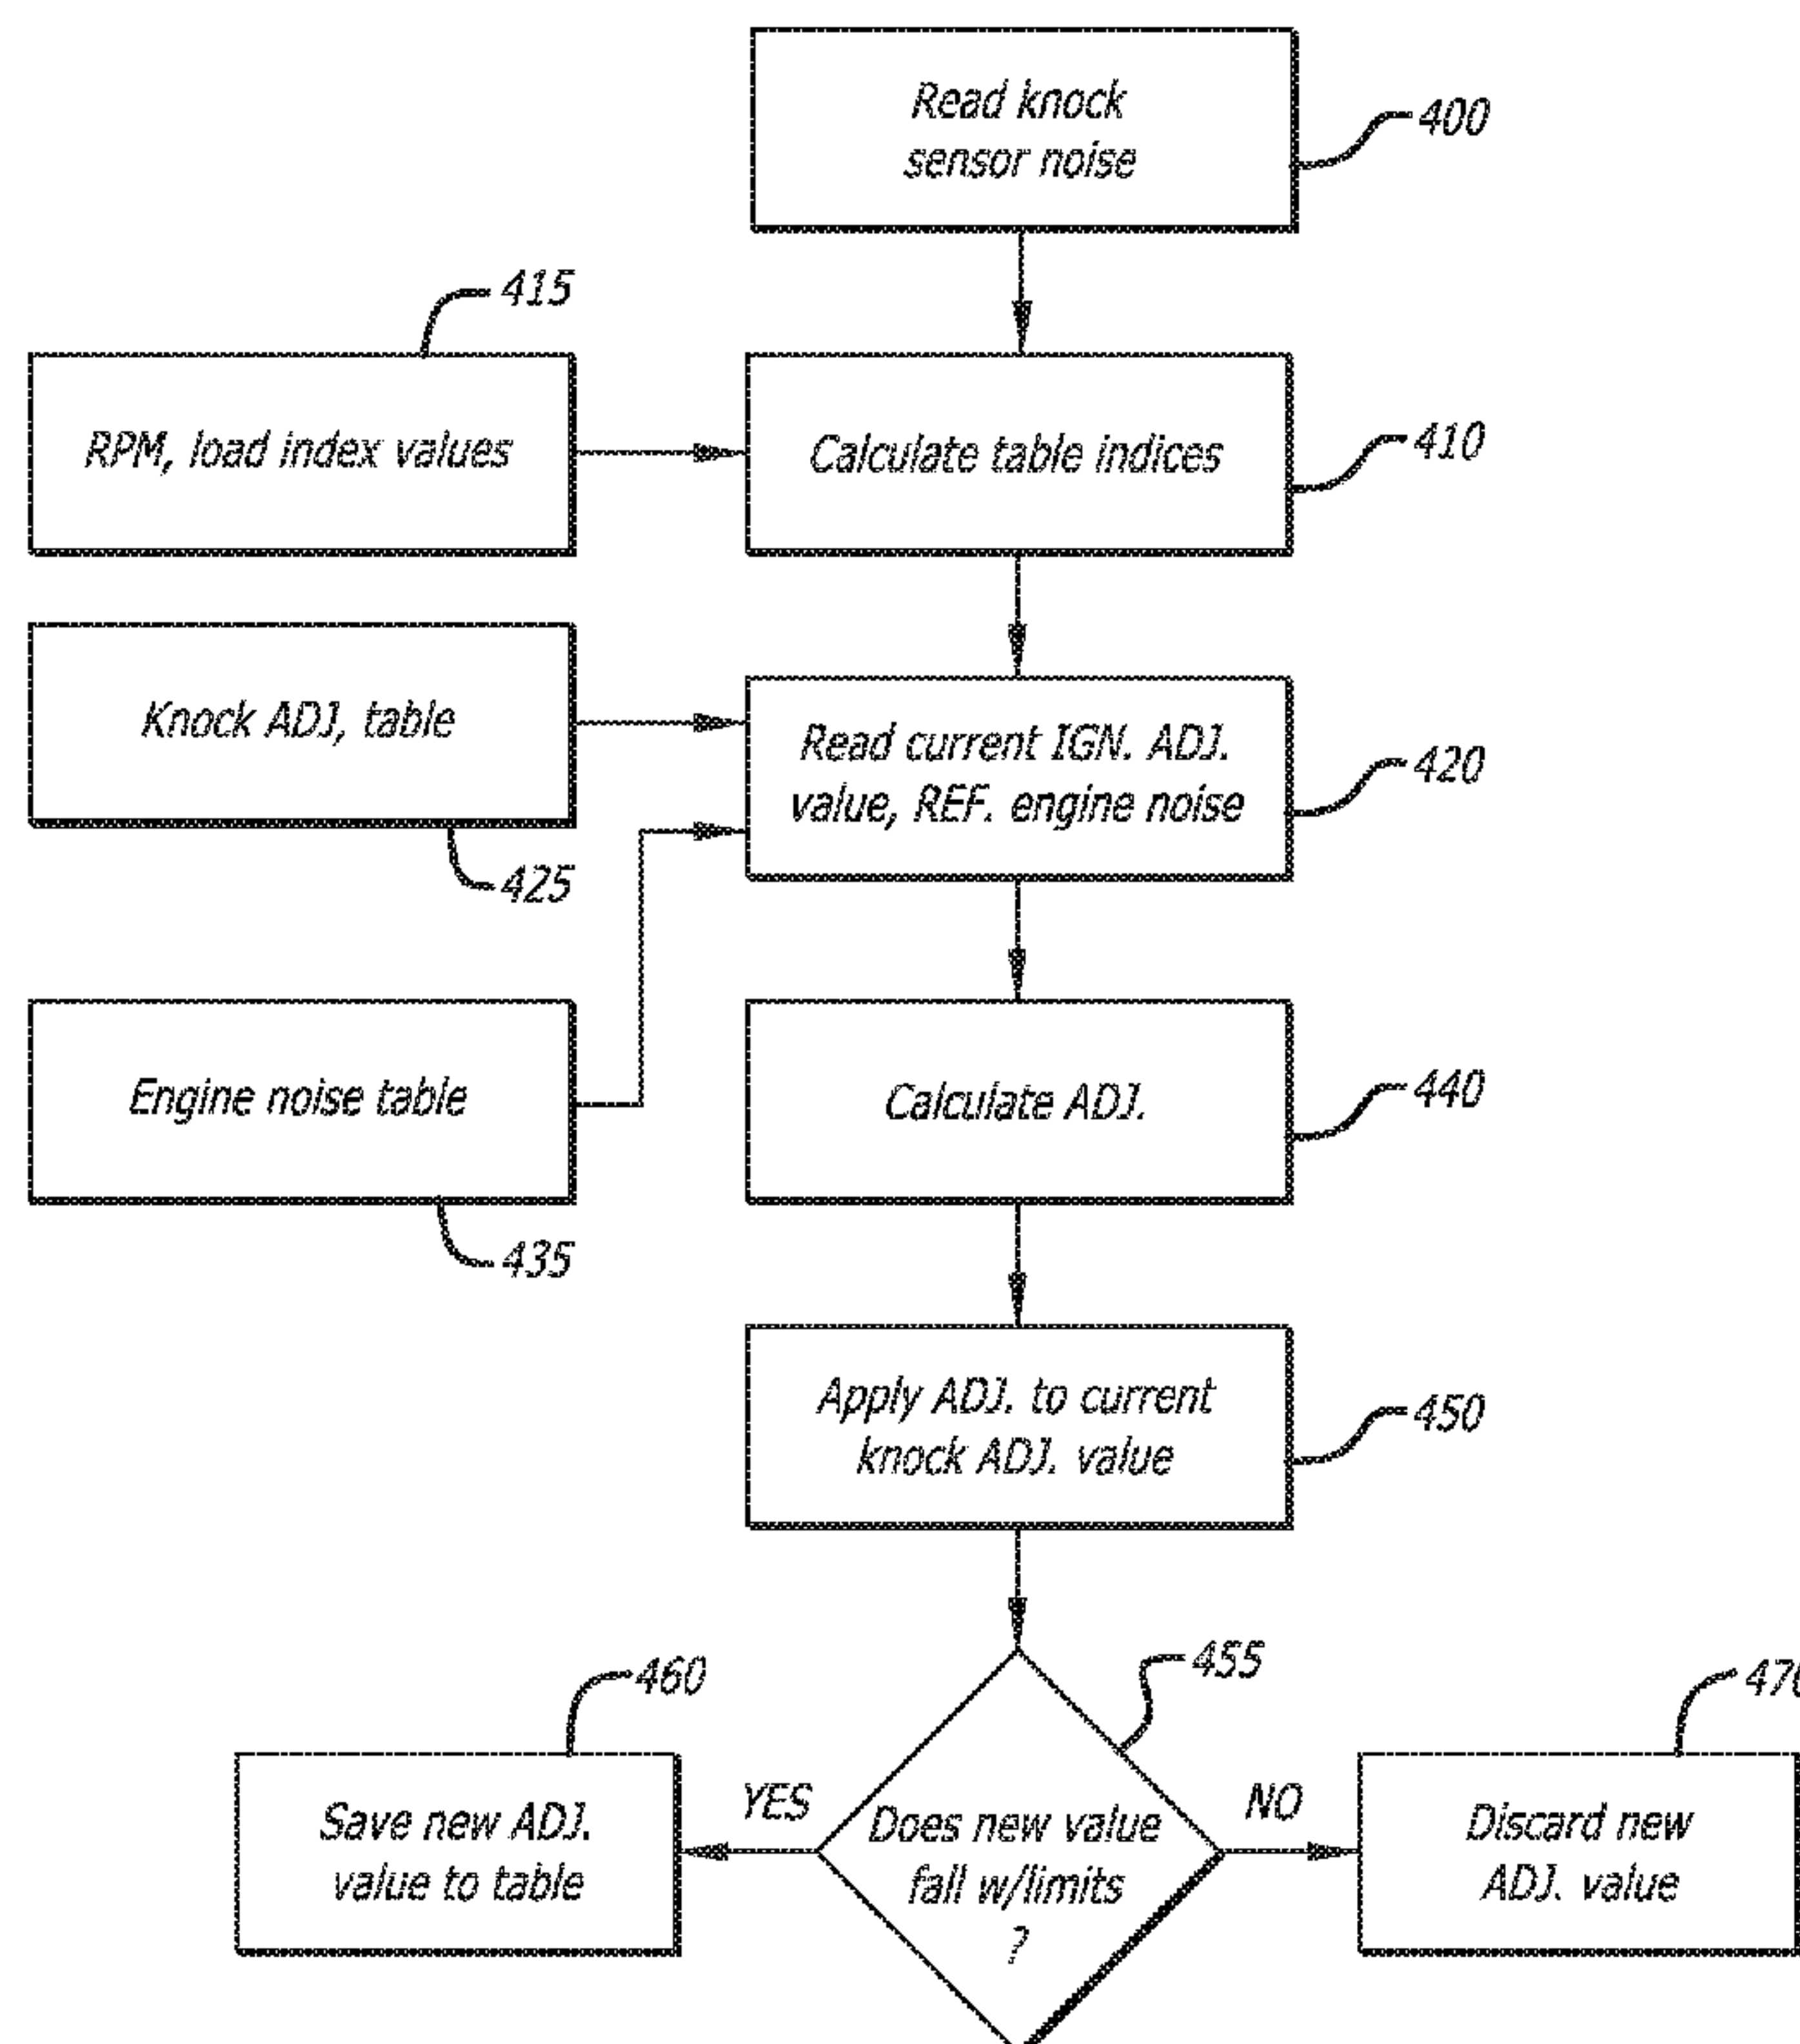 Read knock
sensor noise
400
415
RPM, load index values
Calculate table indices
410
Knock ADJ, table
425
Read current IGN. ADJ.
value, REF. engine noise
420
Engine noise table
435
Calculate ADJ.
440
Apply ADJ. to current
knock ADJ. value
450
455
Does new value
fall w/limits
?
YES
460
Save new ADJ.
value to table
NO
470
Discard new
ADJ. value